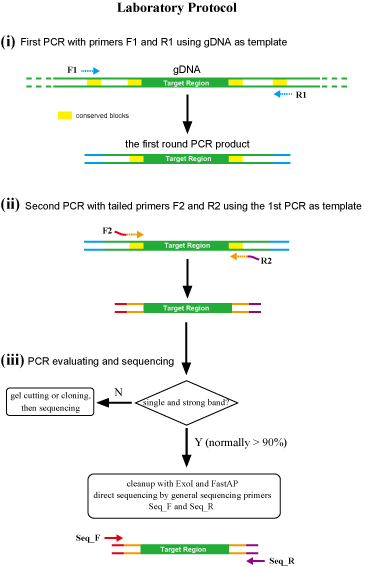 Laboratory Protocol
(i) First PCR with primers F1 and R1 using gDNA as template
F1
gDNA
Target Region
R1
conserved blocks
the first round PCR product
Target Region
(ii) Second PCR with tailed primers F2 and R2 using the 1st PCR as template
F2
Target Region
R2
Target Region
(iii) PCR evaluating and sequencing
N
gel cutting or cloning,
then sequencing
single and strong band?
Y (normally > 90%)
cleanup with ExoI and FastAP
direct sequencing by general sequencing primers
Seq_F and Seq_R
Seq_F
Target Region
Seq_R